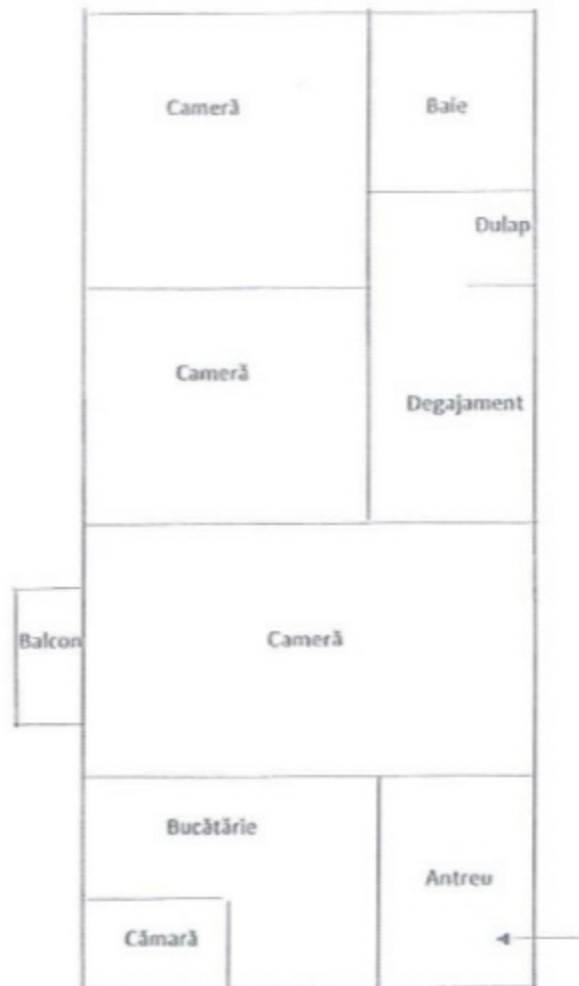 Cameră
Baie
Dulap
Cameră
Degajament
Balcon
Cameră
Bucătărie
Antreu
Cămară